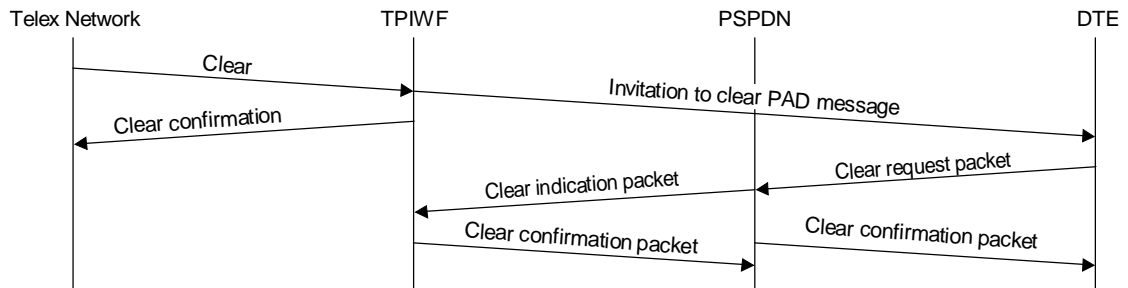 Telex Network
TPIWF
PSPDN
DTE
Clear
Invitation to clear PAD message
Clear confirmation
Clear request packet
Clear indication packet
Clear confirmation packet
Clear confirmation packet